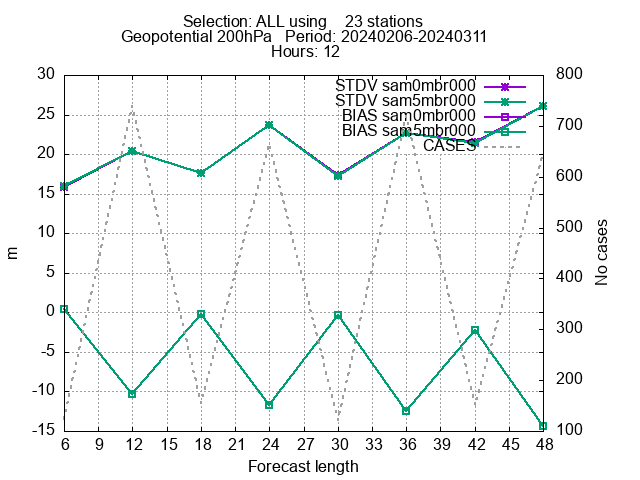 Selection: ALL using    23 stations
Geopotential 200hPa   Period: 20240206-20240311
Hours: 12
STDV sam0mbr000
STDV sam5mbr000
BIAS sam0mbr000
BIAS sam5mbr000
CASES
30
25
20
15
10
5
0
-5
-10
-15
m
800
700
600
500
400
300
200
100
No cases
6 9 12 15 18 21 24 27 30 33 36 39 42 45 48
Forecast length